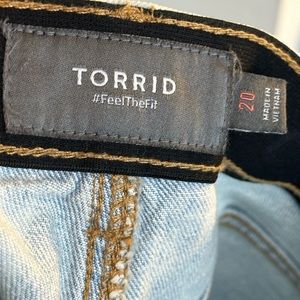 TORRID
#FeelTheFit
20
MADE IN
VIETNAM